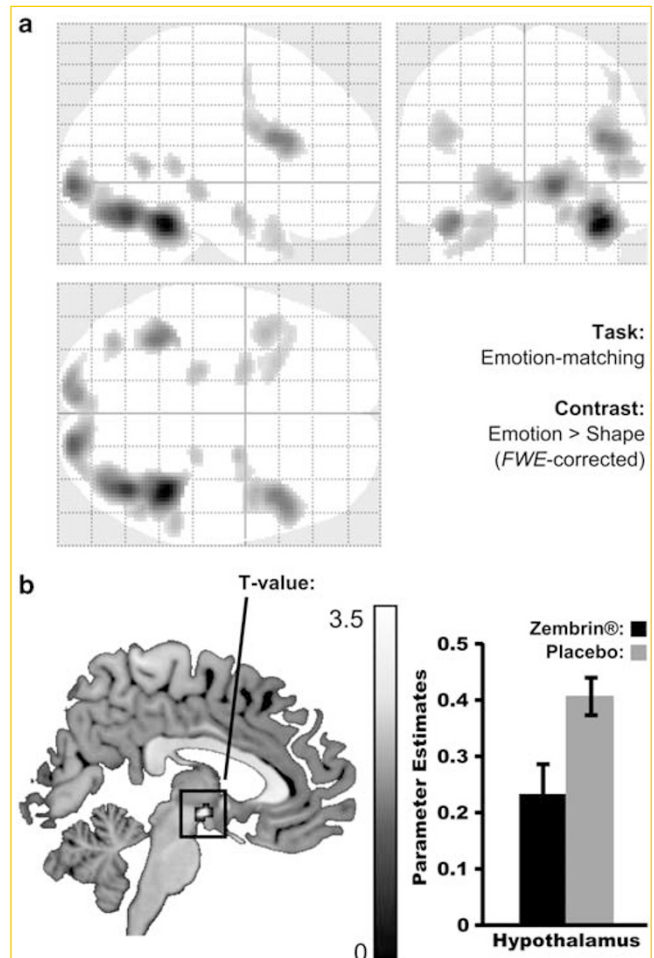 a
Task:
Emotion-matching
Contrast:
Emotion > Shape
(FWE-corrected)
b
T-value:
3.5
0
Zembrin®:
Placebo:
Parameter Estimates
0.5
0.4
0.3
0.2
0.1
0
Hypothalamus